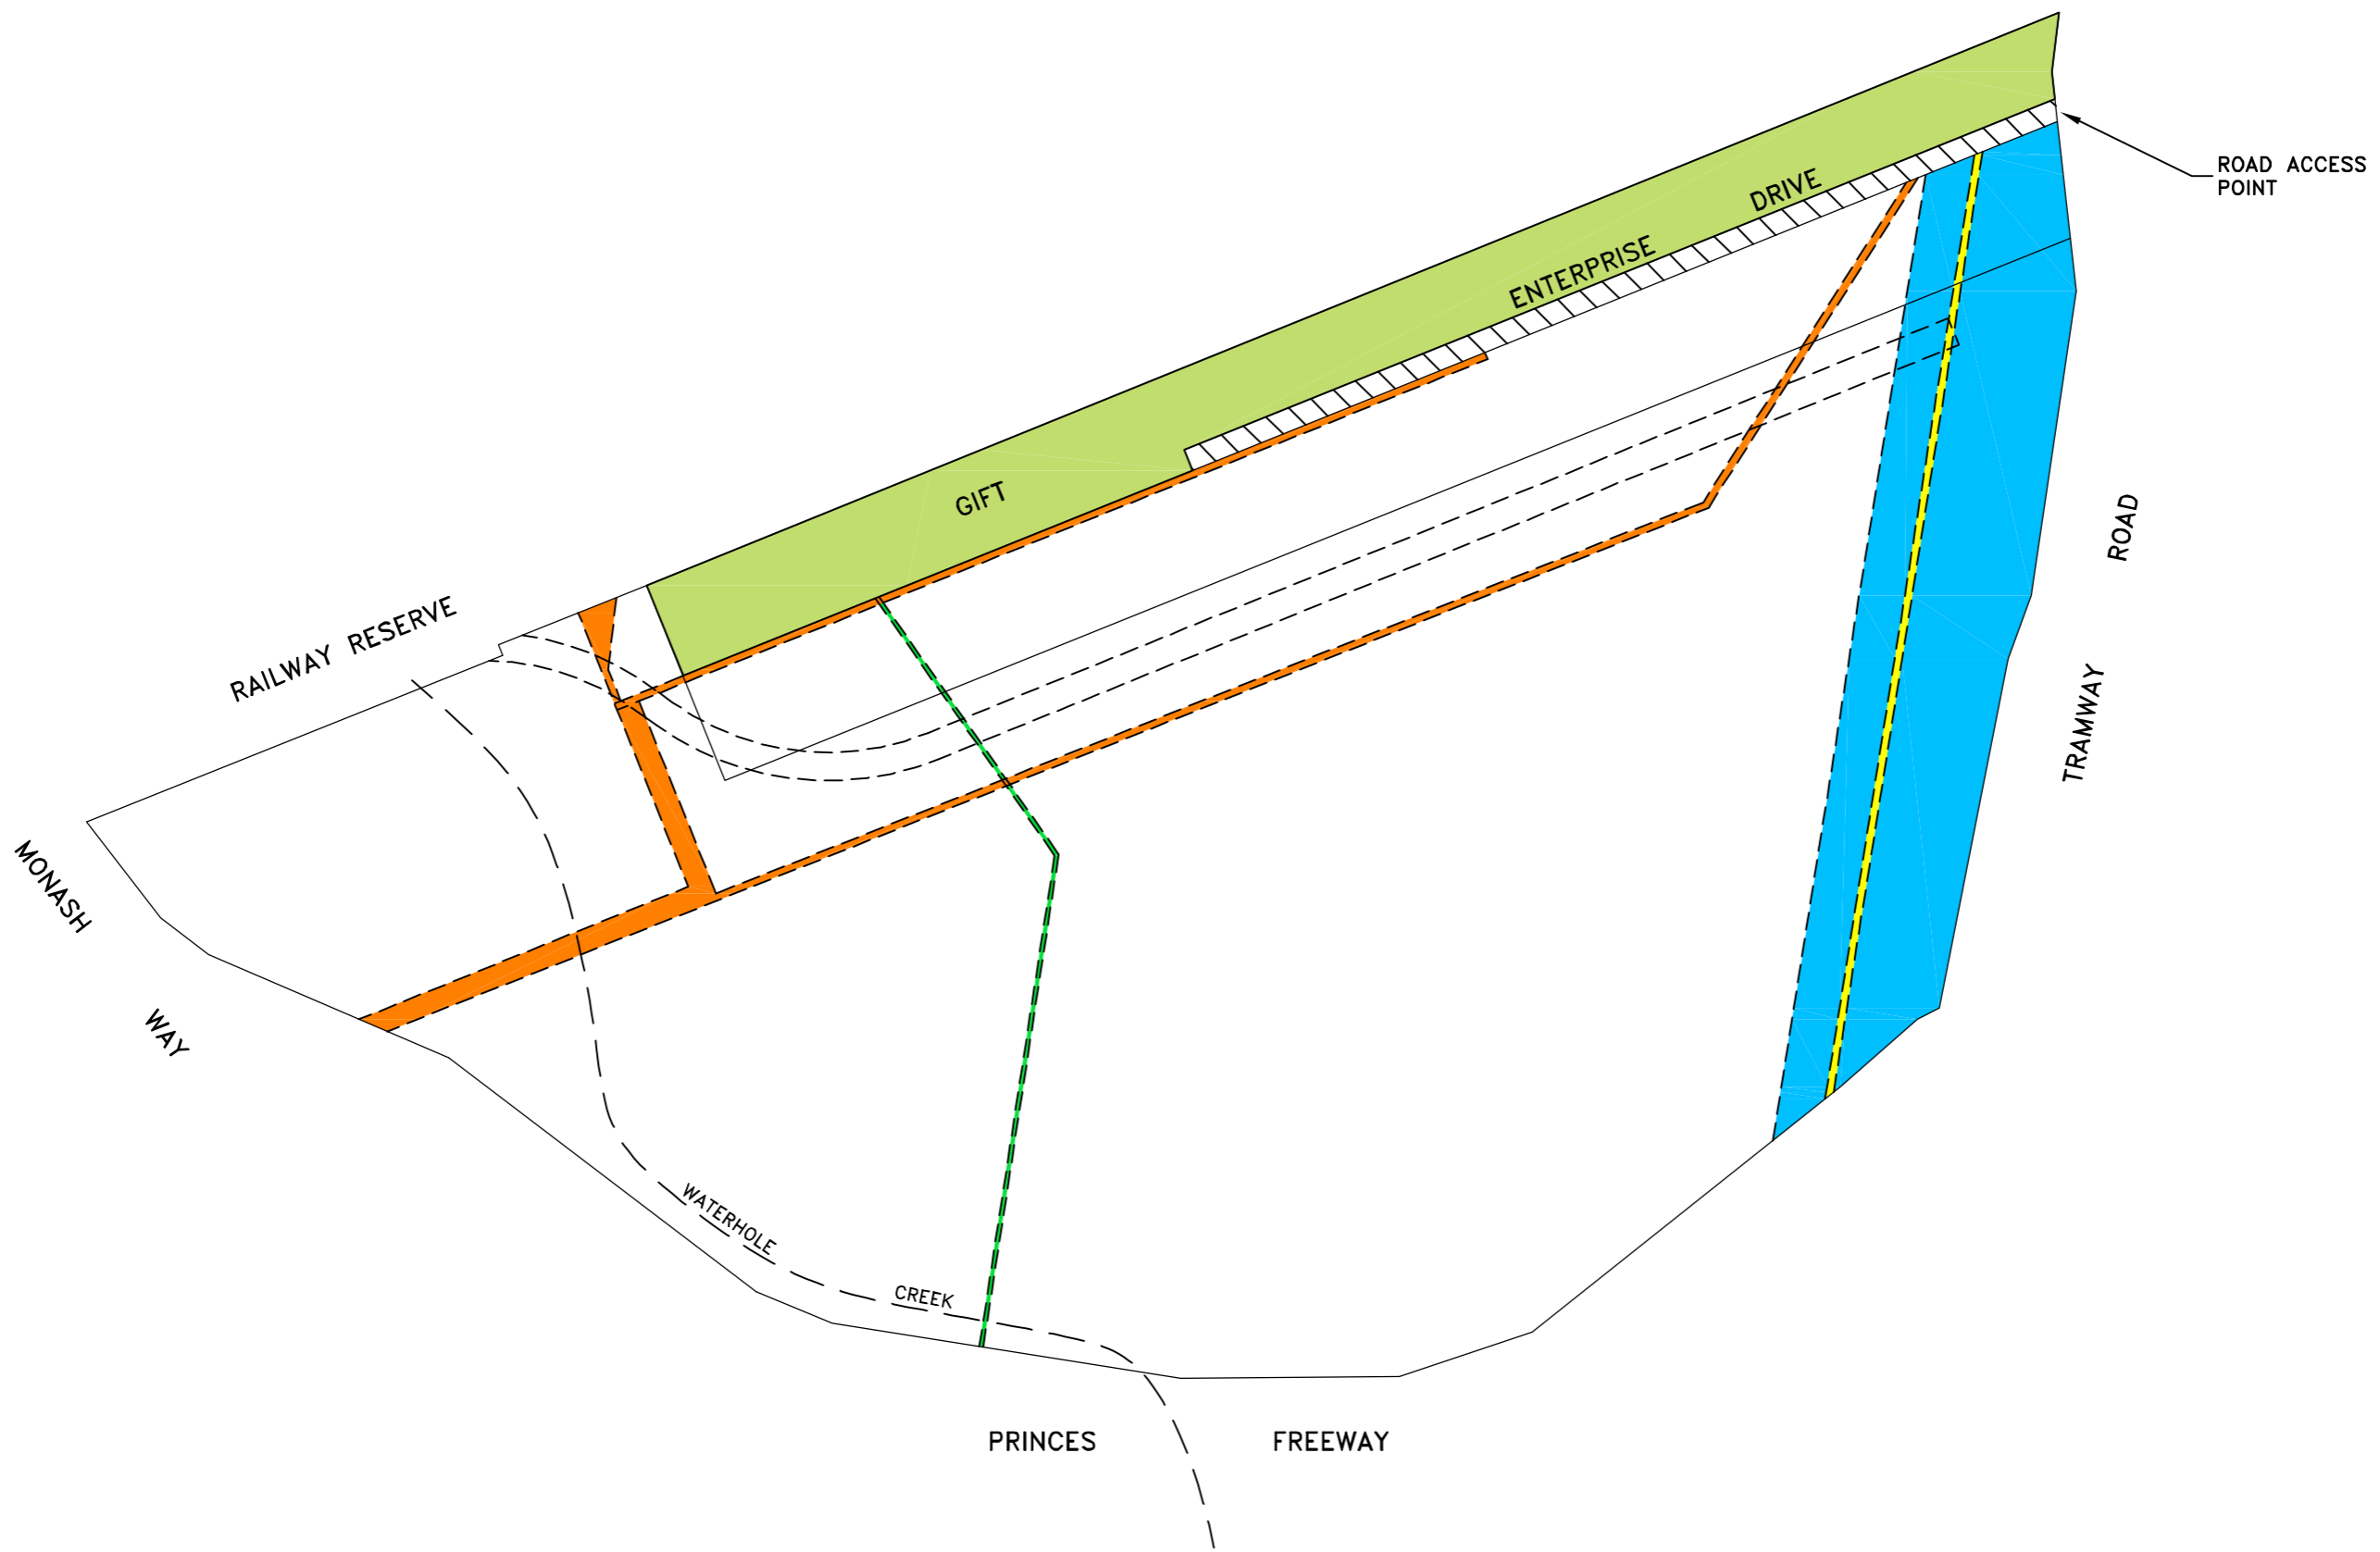 ROAD ACCESS
POINT
DRIVE
ENTERPRISE
GIFT
RAILWAY RESERVE
ROAD
TRAMWAY
MONASH
WAY
WATERHOLE
CREEK
PRINCES FREEWAY